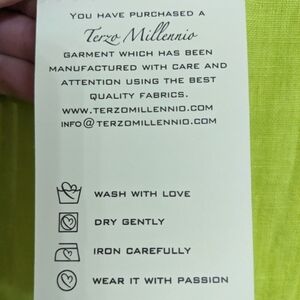 YOU HAVE PURCHASED A
Terzo Millennio
GARMENT WHICH HAS BEEN
MANUFACTURED WITH CARE AND
ATTENTION USING THE BEST
QUALITY FABRICS.
WWW.TERZOMILLENNIO.COM
INFO@TERZOMILLENNIO.COM
WASH WITH LOVE
DRY GENTLY
IRON CAREFULLY
WEAR IT WITH PASSION